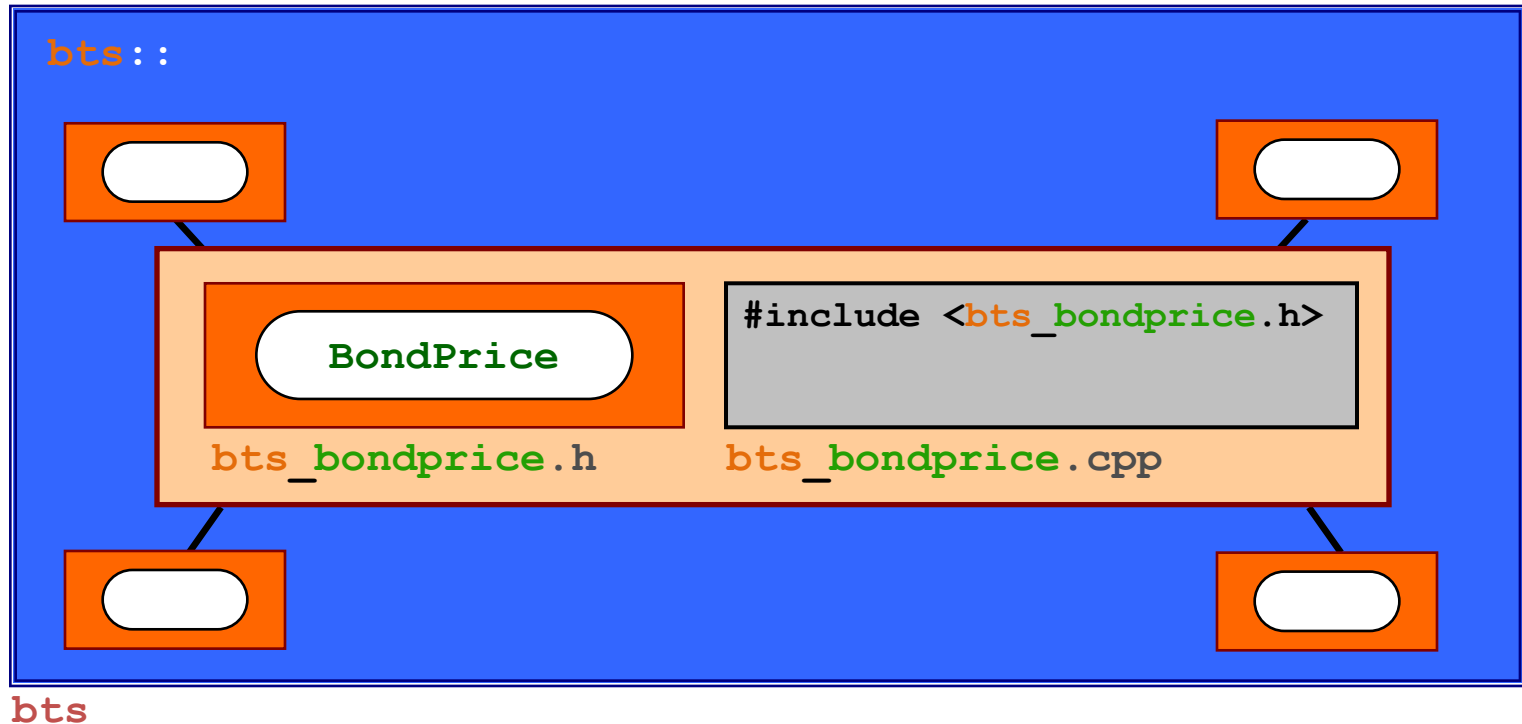 bts::
#include <bts_bondprice.h>
BondPrice
bts_bondprice.h
bts_bondprice.cpp
bts